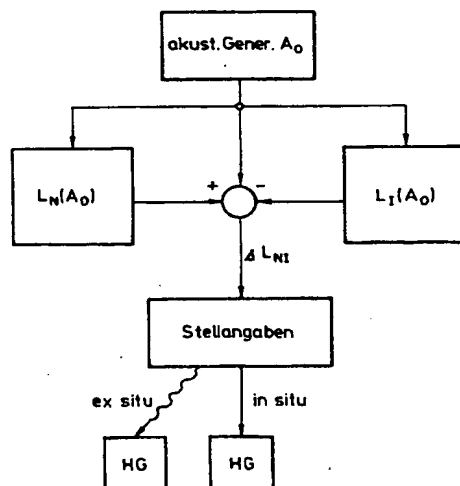 akust. Gener. A₀
L_N(A₀)
+
-
L_I(A₀)
Δ L_NI
Stellangaben
ex situ
in situ
HG
HG